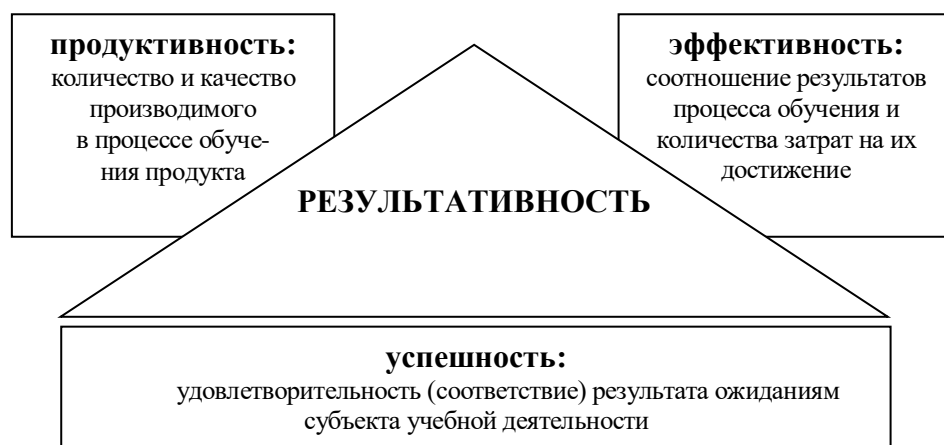 продуктивность:
количество и качество
производимого
в процессе обуче-
ния продукта
эффективность:
соотношение результатов
процесса обучения и
количества затрат на их
достижение
РЕЗУЛЬТАТИВНОСТЬ
успешность:
удовлетворительность (соответствие) результата ожиданиям
субъекта учебной деятельности